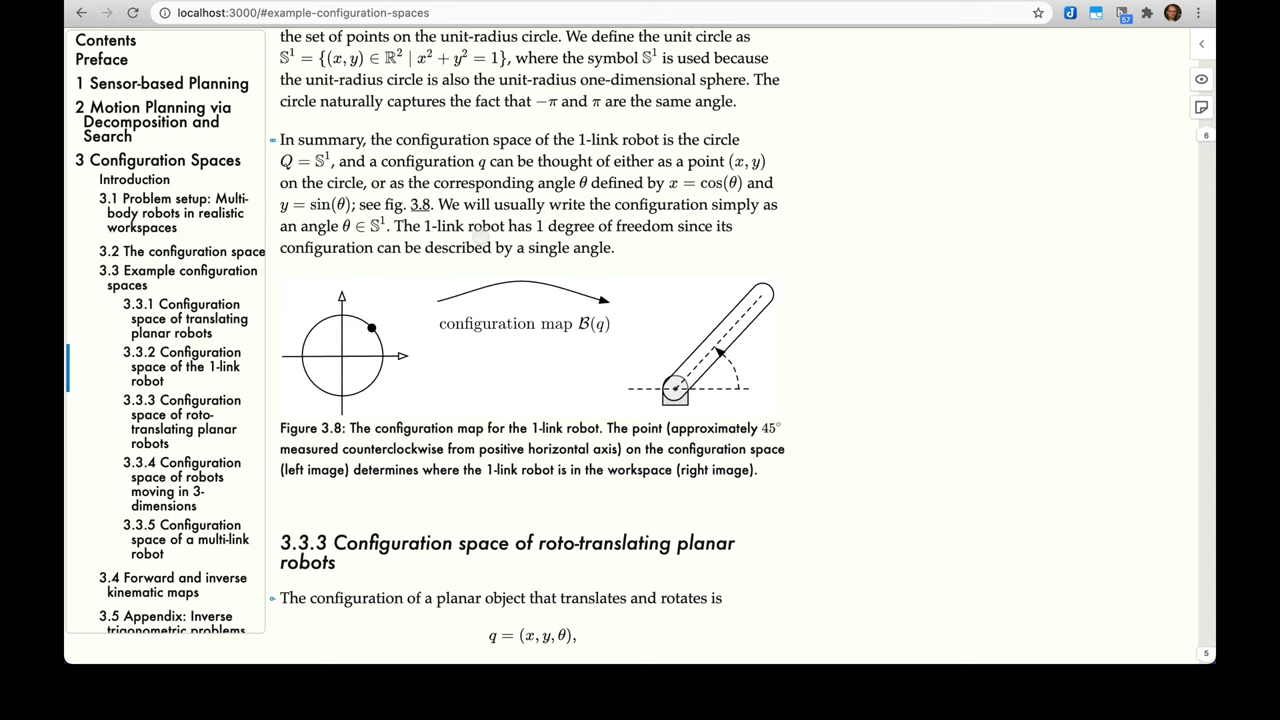 localhost:3000/#example-configuration-spaces
57
Contents
Preface
1 Sensor-based Planning
2 Motion Planning via
Decomposition and
Search
3 Configuration Spaces
Introduction
3.1 Problem setup: Multi-
body robots in realistic
workspaces
3.2 The configuration space
3.3 Example configuration
spaces
3.3.1 Configuration
space of translating
planar robots
3.3.2 Configuration
space of the 1-link
robot
3.3.3 Configuration
space of roto-
translating planar
robots
3.3.4 Configuration
space of robots
moving in 3-
dimensions
3.3.5 Configuration
space of a multi-link
robot
3.4 Forward and inverse
kinematic maps
3.5 Appendix: Inverse
trigonometric problems
the set of points on the unit-radius circle. We define the unit circle as
𝕊¹ = {(x, y) ∈ ℝ² | x² + y² = 1}, where the symbol 𝕊¹ is used because
the unit-radius circle is also the unit-radius one-dimensional sphere. The
circle naturally captures the fact that −π and π are the same angle.
In summary, the configuration space of the 1-link robot is the circle
Q = 𝕊¹, and a configuration q can be thought of either as a point (x, y)
on the circle, or as the corresponding angle θ defined by x = cos(θ) and
y = sin(θ); see fig. 3.8. We will usually write the configuration simply as
an angle θ ∈ 𝕊¹. The 1-link robot has 1 degree of freedom since its
configuration can be described by a single angle.
configuration map ℬ(q)
Figure 3.8: The configuration map for the 1-link robot. The point (approximately 45°
measured counterclockwise from positive horizontal axis) on the configuration space
(left image) determines where the 1-link robot is in the workspace (right image).
3.3.3 Configuration space of roto-translating planar
robots
The configuration of a planar object that translates and rotates is
q = (x, y, θ),
6
5